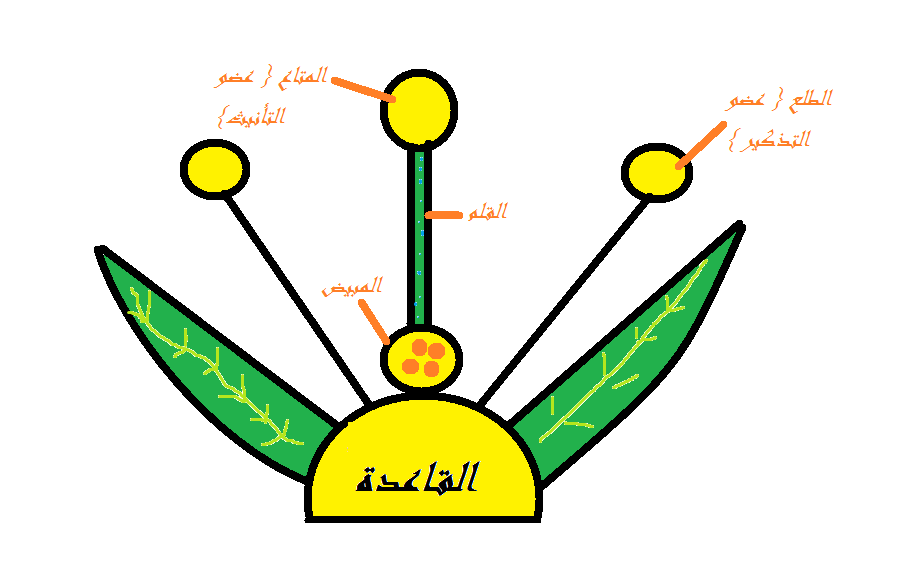 المتاع { عضو
التأنيث}
الطلع { عضو
التذكير }
القلم
المبيض
القاعدة